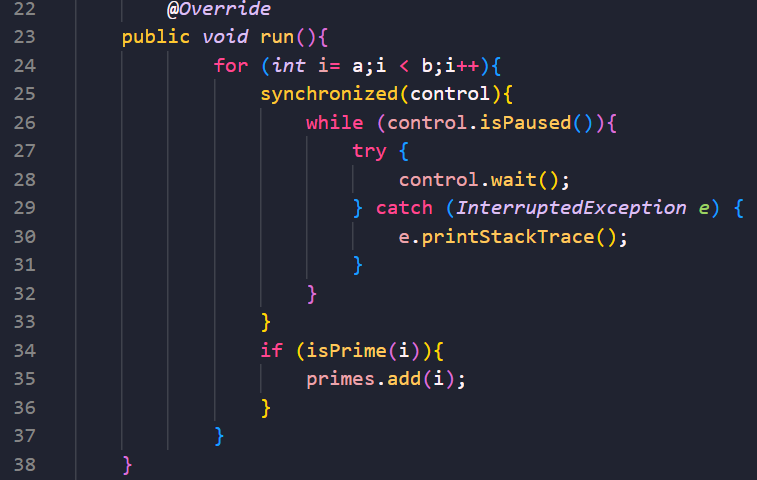 22 @Override
23 public void run(){
24 for (int i= a;i < b;i++){
25 synchronized(control){
26 while (control.isPaused()){
27 try {
28 control.wait();
29 } catch (InterruptedException e) {
30 e.printStackTrace();
31 }
32 }
33 }
34 if (isPrime(i)){
35 primes.add(i);
36 }
37 }
38 }